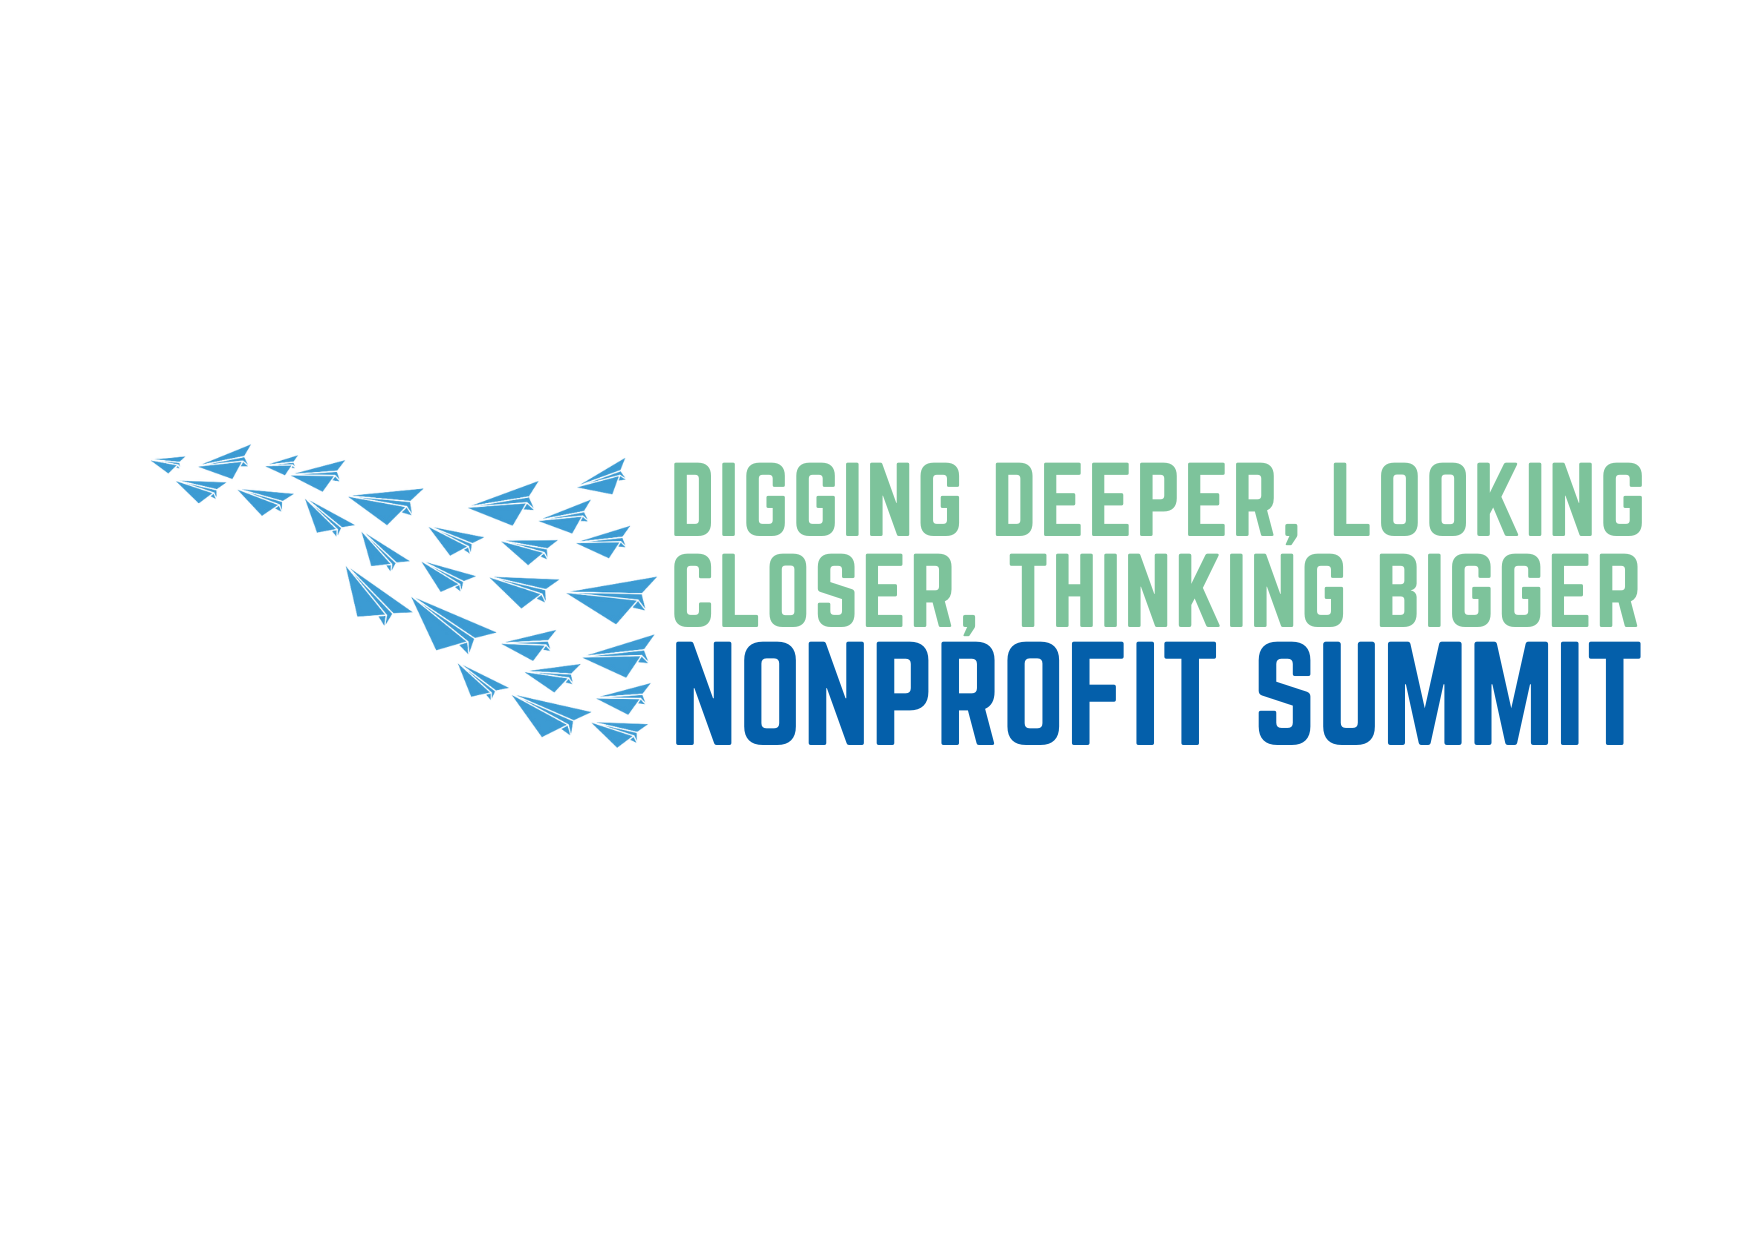 DIGGING DEEPER, LOOKING
CLOSER, THINKING BIGGER
NONPROFIT SUMMIT